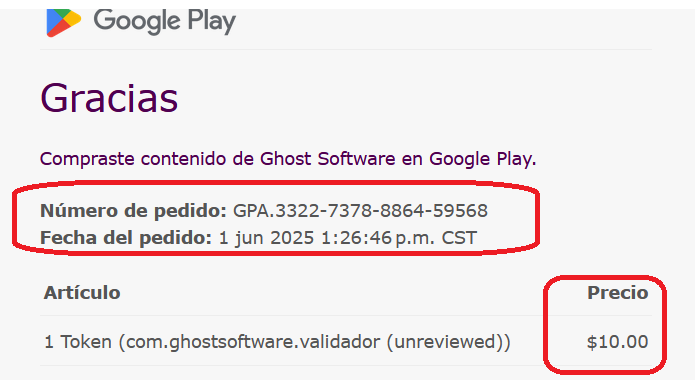 Google Play
Gracias
Compraste contenido de Ghost Software en Google Play.
Número de pedido: GPA.3322-7378-8864-59568
Fecha del pedido: 1 jun 2025 1:26:46 p.m. CST
Artículo Precio
1 Token (com.ghostsoftware.validador (unreviewed)) $10.00